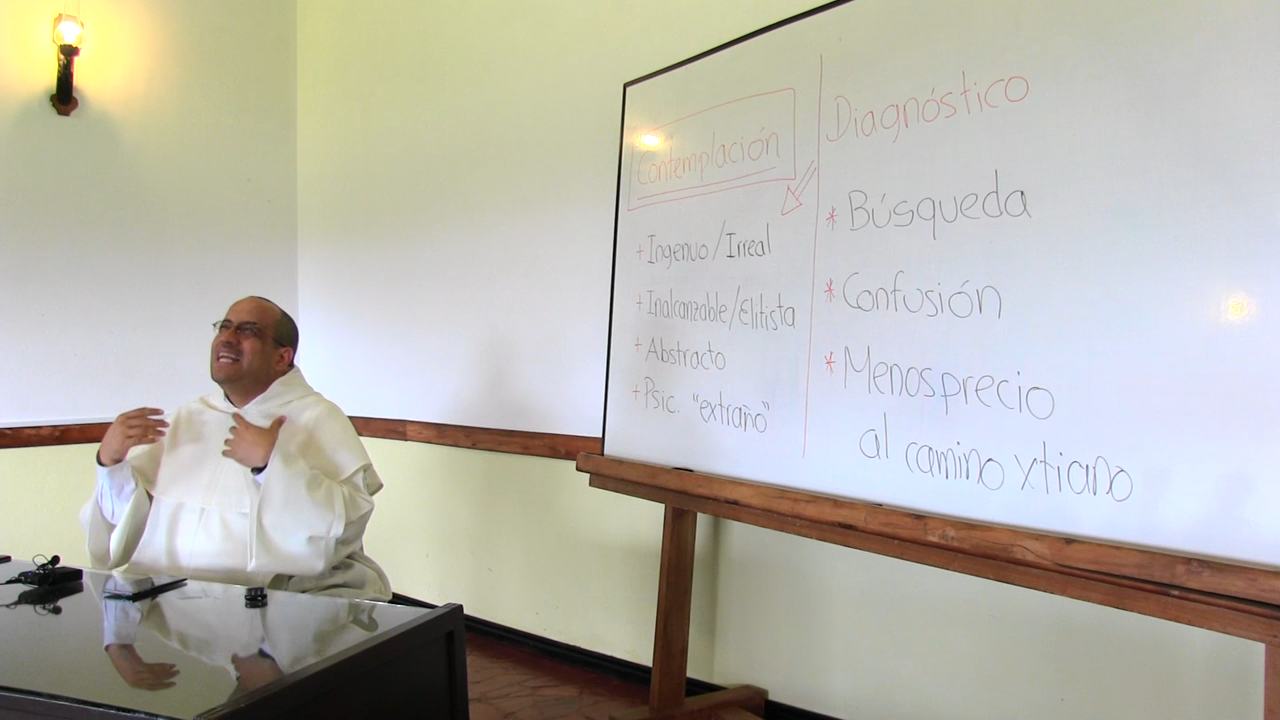 Contemplación
+ Ingenuo/Irreal
+ Inalcanzable/Elitista
+ Abstracto
+ Psic. "extraño"
Diagnóstico
* Búsqueda
* Confusión
* Menosprecio
al camino xtiano